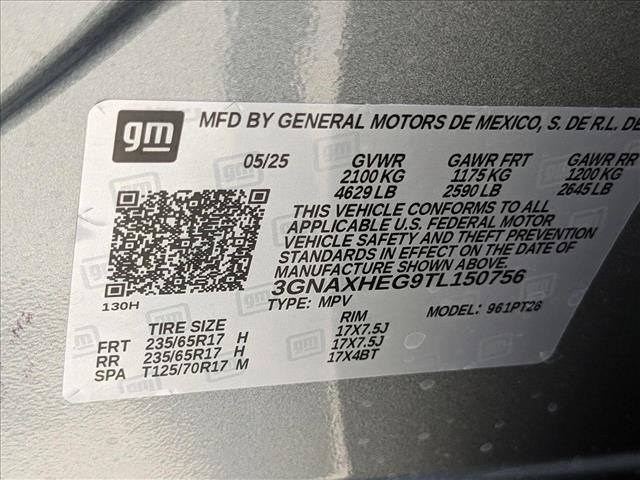 gm MFD BY GENERAL MOTORS DE MEXICO, S. DE R.L. DE
05/25 GVWR GAWR FRT GAWR RR
2100 KG 1175 KG 1200 KG
4629 LB 2590 LB 2645 LB
THIS VEHICLE CONFORMS TO ALL
APPLICABLE U.S. FEDERAL MOTOR
VEHICLE SAFETY AND THEFT PREVENTION
STANDARDS IN EFFECT ON THE DATE OF
MANUFACTURE SHOWN ABOVE.
3GNAXHEG9TL150756
130H
TYPE: MPV MODEL: 961PT26
TIRE SIZE RIM
FRT 235/65R17 H 17X7.5J
RR 235/65R17 H 17X7.5J
SPA T125/70R17 M 17X4BT